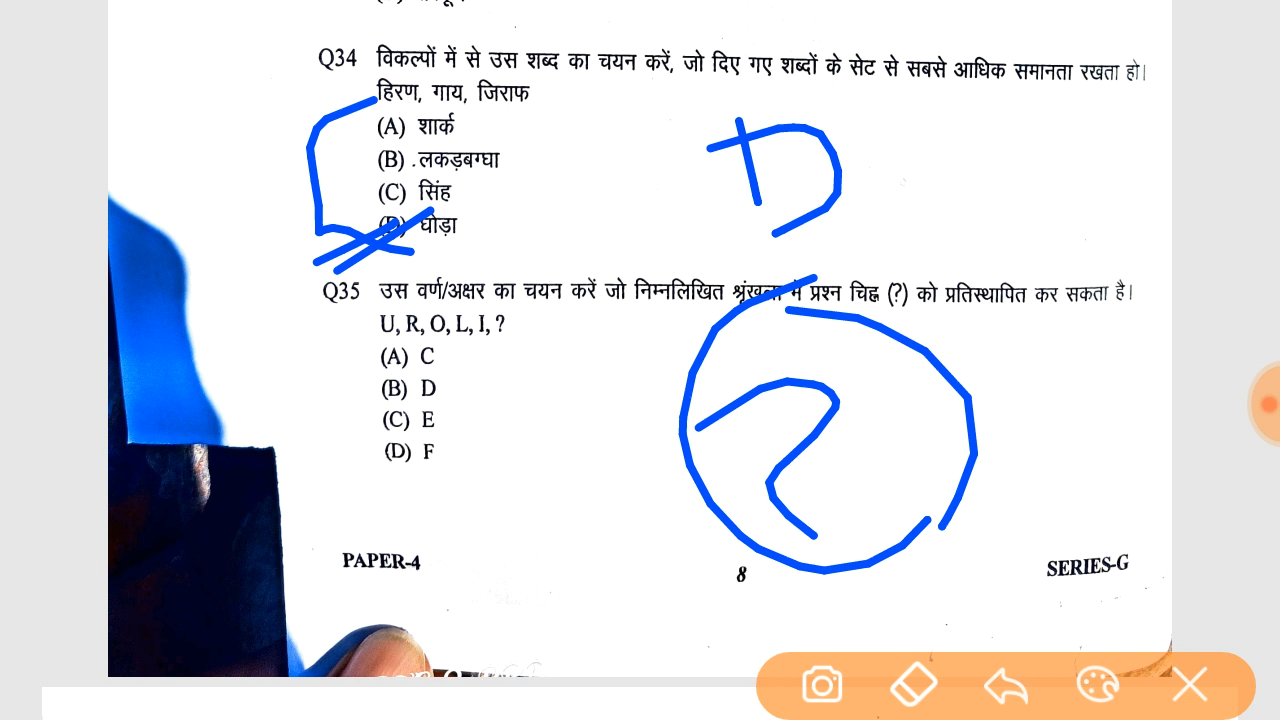 Q34 विकल्पों में से उस शब्द का चयन करें, जो दिए गए शब्दों के सेट से सबसे आधिक समानता रखता हो।
हिरण, गाय, जिराफ
(A) शार्क
(B) लकड़बग्घा
(C) सिंह
(D) घोड़ा
D
Q35 उस वर्ण/अक्षर का चयन करें जो निम्नलिखित श्रृंखला में प्रश्न चिह्न (?) को प्रतिस्थापित कर सकता है।
U, R, O, L, I, ?
(A) C
(B) D
(C) E
(D) F
?
PAPER-4 8 SERIES-G